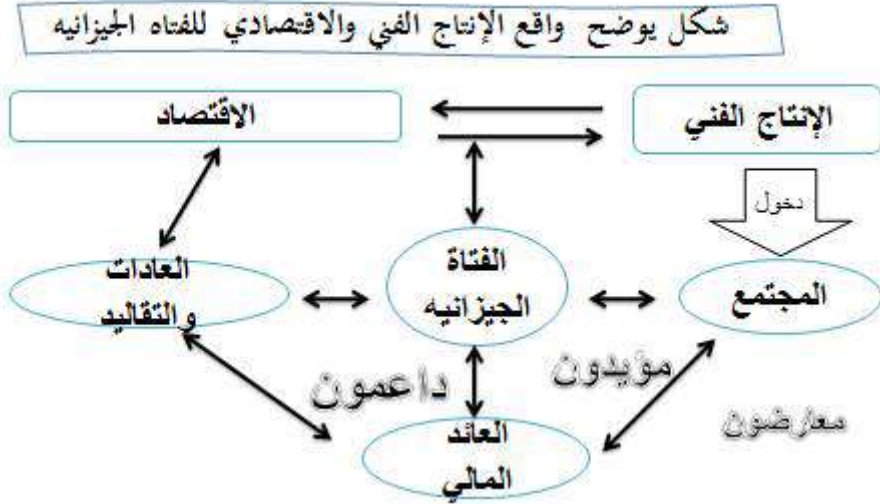 شكل يوضح واقع الإنتاج الفني والاقتصادي للفتاه الجيزانيه
الإنتاج الفني
الاقتصاد
دخول
المجتمع
الفتاة
الجيزانيه
العادات
والتقاليد
مؤيدون
داعمون
معارضون
العائد
المالي